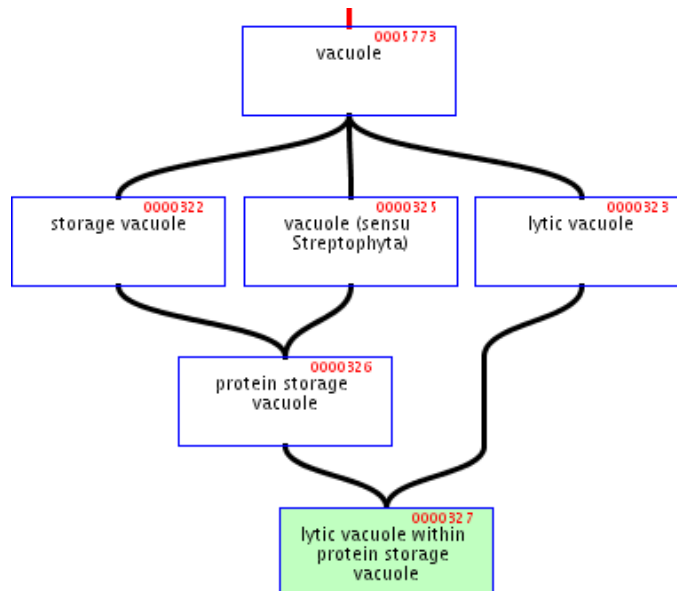 0005773
vacuole
0000322
storage vacuole
0000325
vacuole (sensu
Streptophyta)
0000323
lytic vacuole
0000326
protein storage
vacuole
0000327
lytic vacuole within
protein storage
vacuole